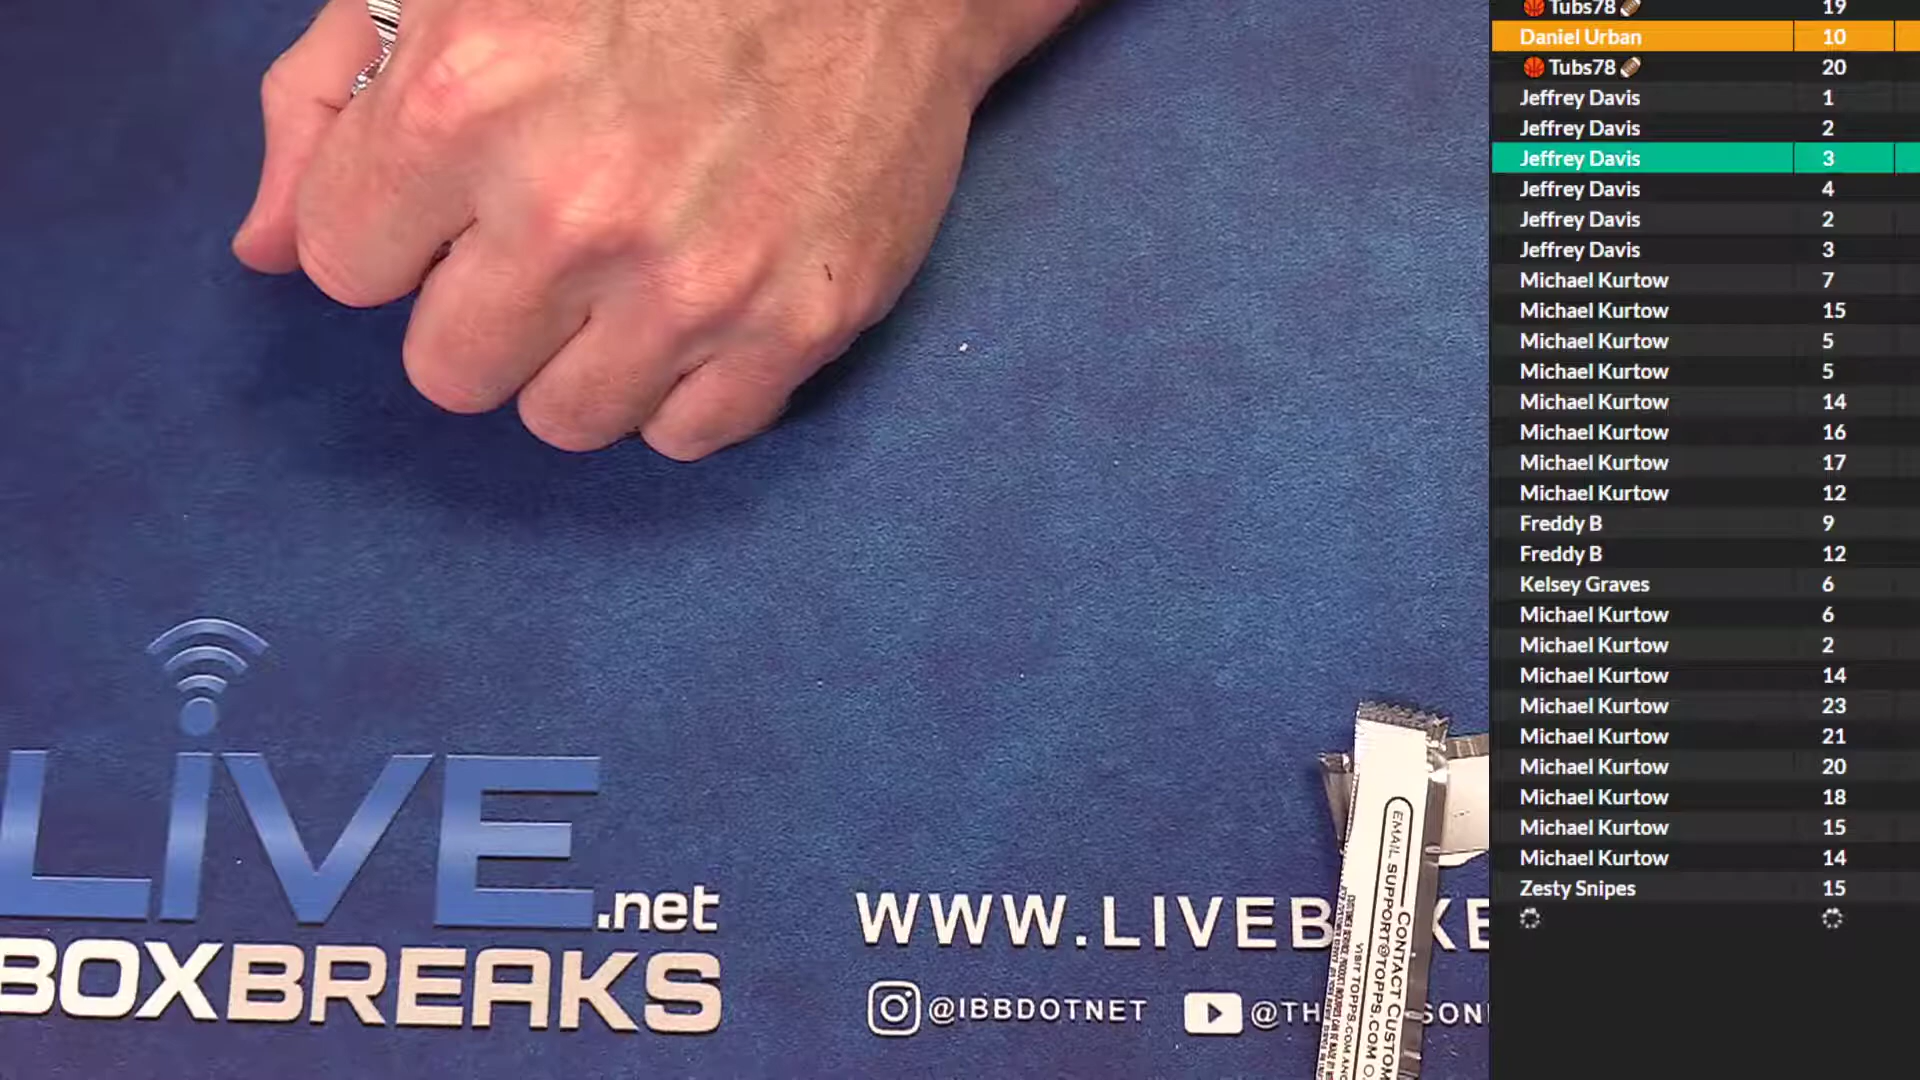 Tubs78 19
Daniel Urban 10
Tubs78 20
Jeffrey Davis 1
Jeffrey Davis 2
Jeffrey Davis 3
Jeffrey Davis 4
Jeffrey Davis 2
Jeffrey Davis 3
Michael Kurtow 7
Michael Kurtow 15
Michael Kurtow 5
Michael Kurtow 5
Michael Kurtow 14
Michael Kurtow 16
Michael Kurtow 17
Michael Kurtow 12
Freddy B 9
Freddy B 12
Kelsey Graves 6
Michael Kurtow 6
Michael Kurtow 2
Michael Kurtow 14
Michael Kurtow 23
Michael Kurtow 21
Michael Kurtow 20
Michael Kurtow 18
Michael Kurtow 15
Michael Kurtow 14
Zesty Snipes 15
LIVE.net
BOXBREAKS
WWW.LIVEB
@IBBDOTNET @TH SON
CONTACT CUSTOM
EMAIL SUPPORT@TOPPS.COM
VISIT TOPPS.COM